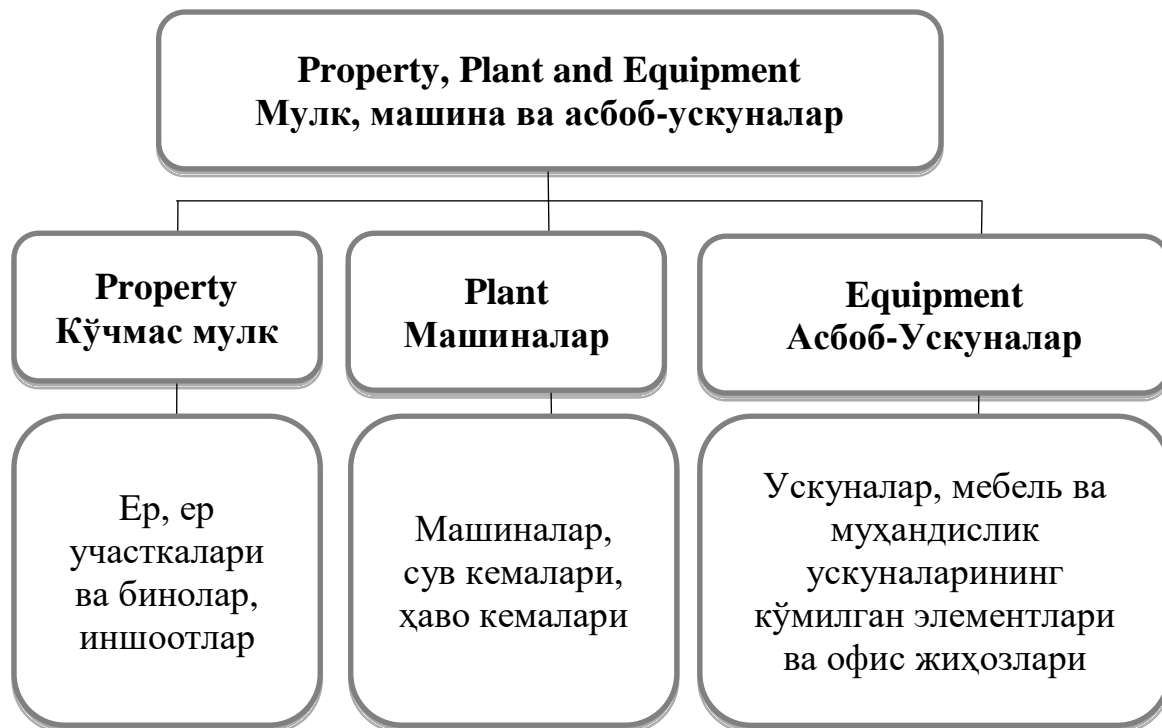 Property, Plant and Equipment
Мулк, машина ва асбоб-ускуналар
Property
Кўчмас мулк
Plant
Машиналар
Equipment
Асбоб-Ускуналар
Ер, ер
участкалари
ва бинолар,
иншоотлар
Машиналар,
сув кемалари,
ҳаво кемалари
Ускуналар, мебель ва
муҳандислик
ускуналарининг
кўмилган элементлари
ва офис жиҳозлари